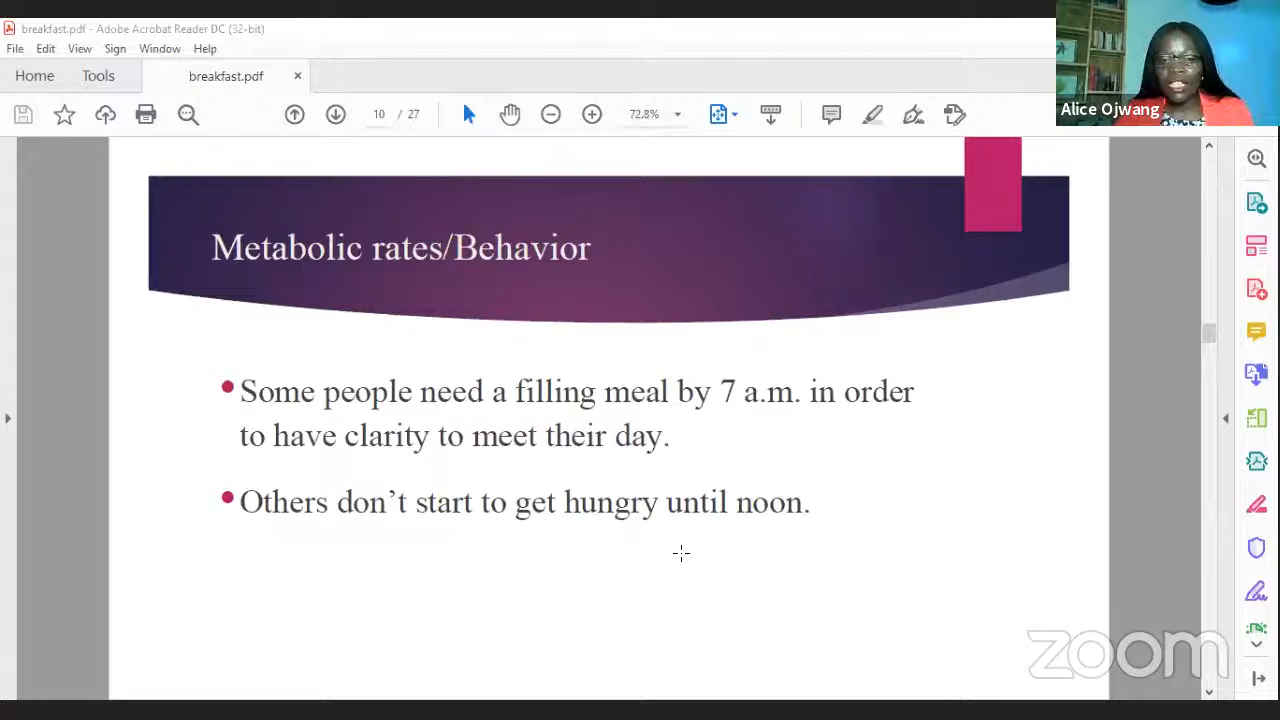 breakfast.pdf - Adobe Acrobat Reader DC (32-bit)
File Edit View Sign Window Help
Home Tools breakfast.pdf ×
10 / 27 72.8%
Alice Ojwang
Metabolic rates/Behavior
•Some people need a filling meal by 7 a.m. in order
to have clarity to meet their day.
•Others don’t start to get hungry until noon.
zoom